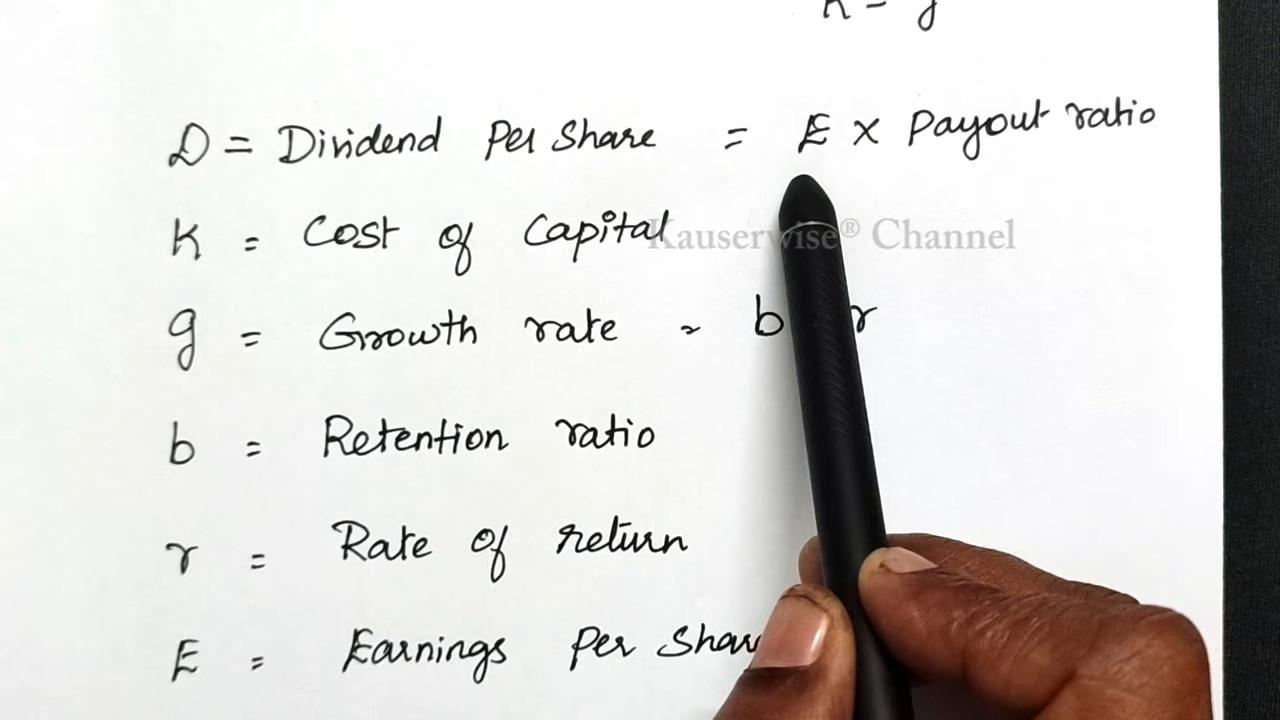 K - g
D = Dividend Per Share = E x Payout ratio
K = Cost of Capital
Kauserwise® Channel
g = Growth rate = b r
b = Retention ratio
r = Rate of return
E = Earnings Per Shar